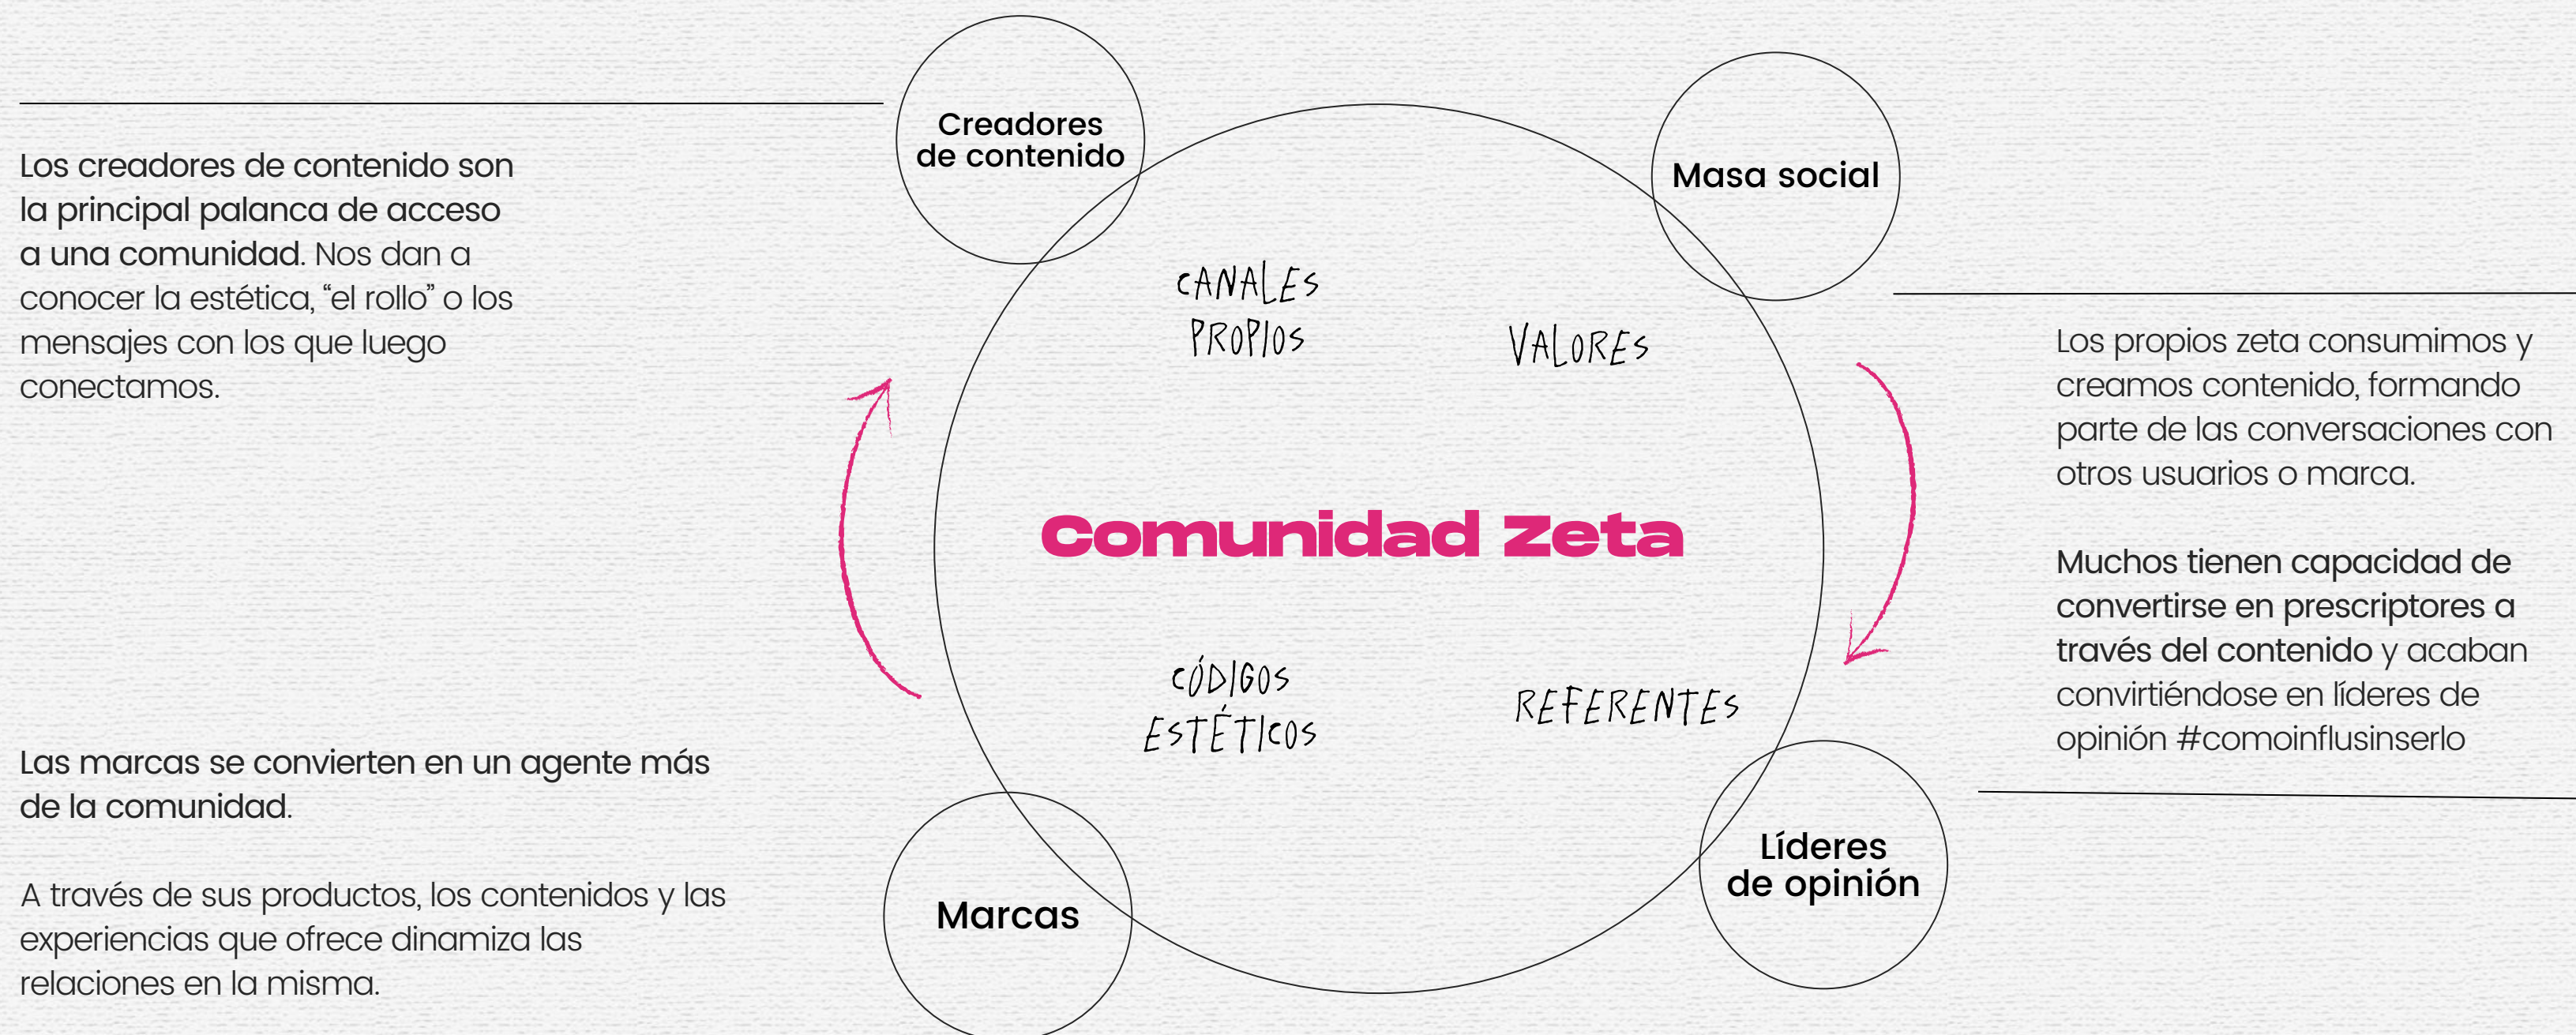 Creadores
de contenido
Masa social
Los creadores de contenido son
la principal palanca de acceso
a una comunidad. Nos dan a
conocer la estética, “el rollo” o los
mensajes con los que luego
conectamos.
CANALES
PROPIOS
VALORES
Los propios zeta consumimos y
creamos contenido, formando
parte de las conversaciones con
otros usuarios o marca.
Muchos tienen capacidad de
convertirse en prescriptores a
través del contenido y acaban
convirtiéndose en líderes de
opinión #comoinflusinserlo
Comunidad Zeta
CÓDIGOS
ESTÉTICOS
REFERENTES
Las marcas se convierten en un agente más
de la comunidad.
A través de sus productos, los contenidos y las
experiencias que ofrece dinamiza las
relaciones en la misma.
Marcas
Líderes
de opinión